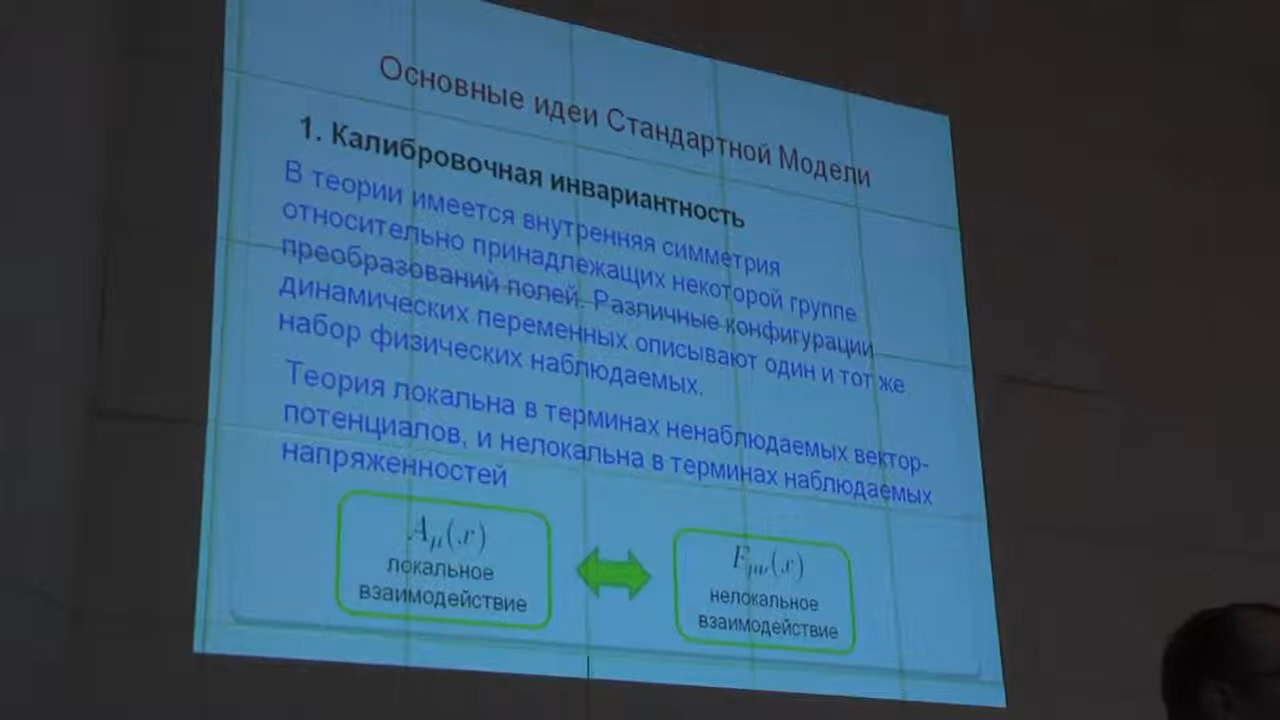 Основные идеи Стандартной Модели
1. Калибровочная инвариантность
В теории имеется внутренняя симметрия
относительно принадлежащих некоторой группе
преобразований полей. Различные конфигурации
динамических переменных описывают один и тот же
набор физических наблюдаемых.
Теория локальна в терминах ненаблюдаемых вектор-
потенциалов, и нелокальна в терминах наблюдаемых
напряженностей
Aμ(x)
локальное
взаимодействие
Fμν(x)
нелокальное
взаимодействие